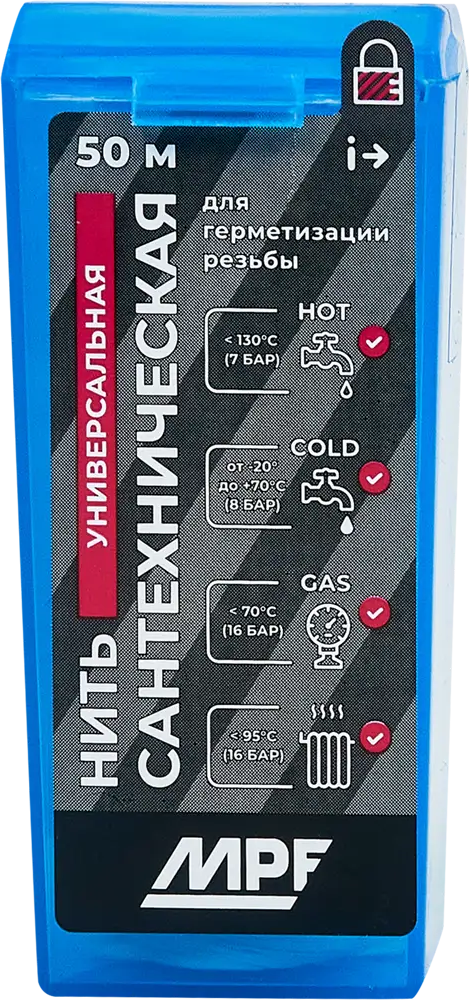 50 м
i→
НИТЬ УНИВЕРСАЛЬНАЯ
САНТЕХНИЧЕСКАЯ
для
герметизации
резьбы
HOT
< 130°C
(7 БАР)
COLD
от -20°
до +70°C
(8 БАР)
GAS
< 70°C
(16 БАР)
< 95°C
(16 БАР)
MPF